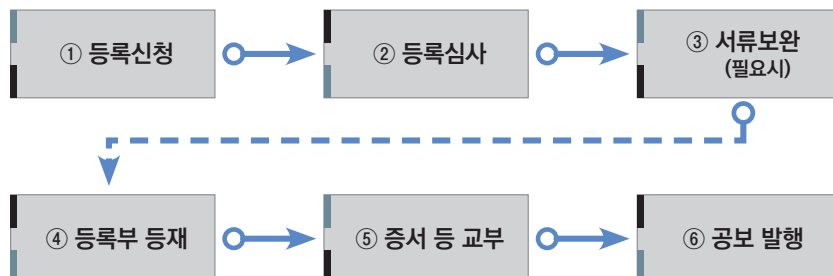 ① 등록신청
② 등록심사
③ 서류보완
(필요시)
④ 등록부 등재
⑤ 증서 등 교부
⑥ 공보 발행